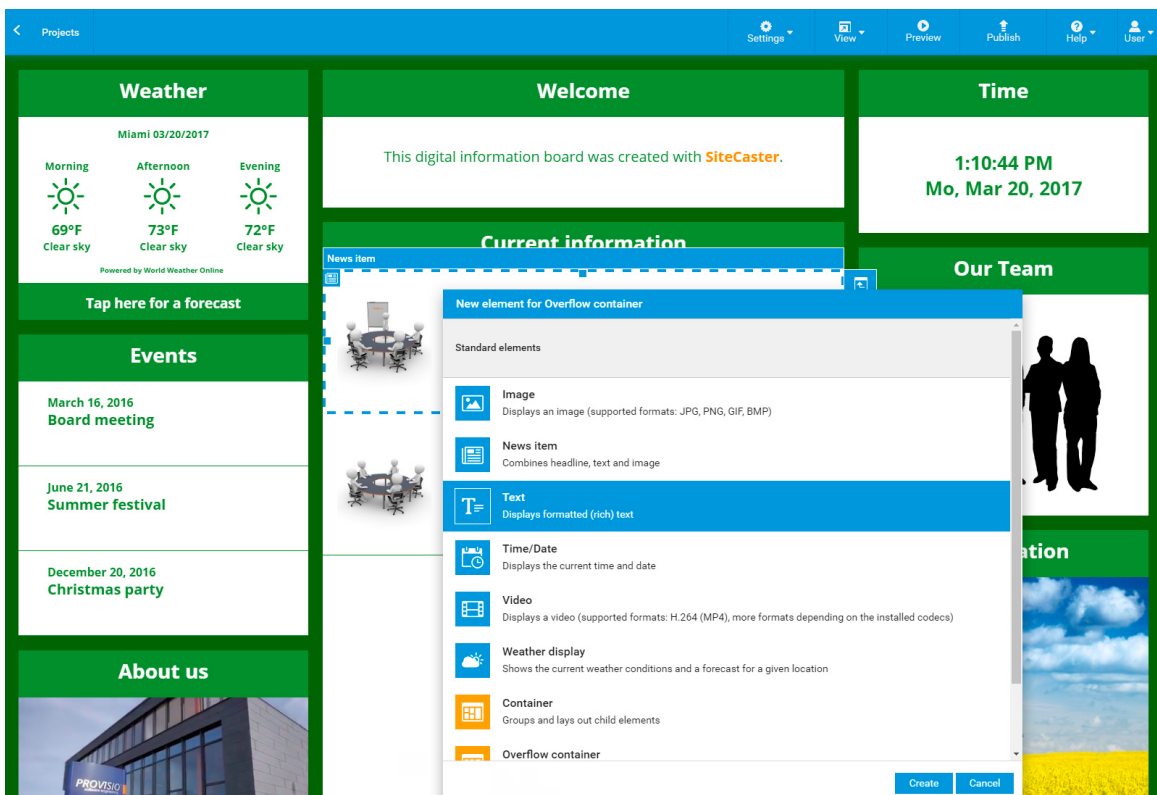 Projects
Settings
View
Preview
Publish
Help
User
Weather
Miami 03/20/2017
Morning
Afternoon
Evening
69°F
73°F
72°F
Clear sky
Clear sky
Clear sky
Powered by World Weather Online
Tap here for a forecast
Events
March 16, 2016
Board meeting
June 21, 2016
Summer festival
December 20, 2016
Christmas party
About us
PROVISIO
Welcome
This digital information board was created with SiteCaster.
Current information
News item
New element for Overflow container
Standard elements
Image
Displays an image (supported formats: JPG, PNG, GIF, BMP)
News item
Combines headline, text and image
Text
Displays formatted (rich) text
Time/Date
Displays the current time and date
Video
Displays a video (supported formats: H.264 (MP4), more formats depending on the installed codecs)
Weather display
Shows the current weather conditions and a forecast for a given location
Container
Groups and lays out child elements
Overflow container
Create
Cancel
Time
1:10:44 PM
Mo, Mar 20, 2017
Our Team
ation